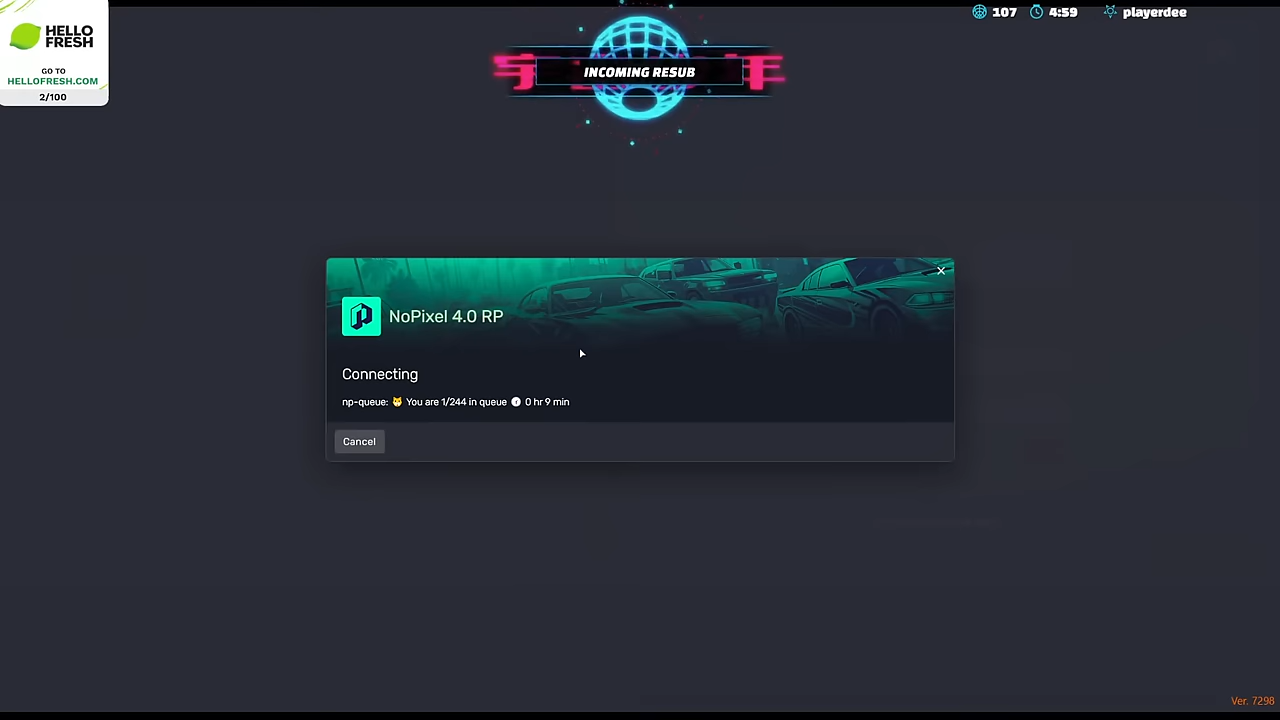 HELLO
FRESH
GO TO
HELLOFRESH.COM
2/100
INCOMING RESUB
107 4:59 playerdee
NoPixel 4.0 RP
Connecting
np-queue: 🐱 You are 1/244 in queue 🕐 0 hr 9 min
Cancel
Ver. 7298